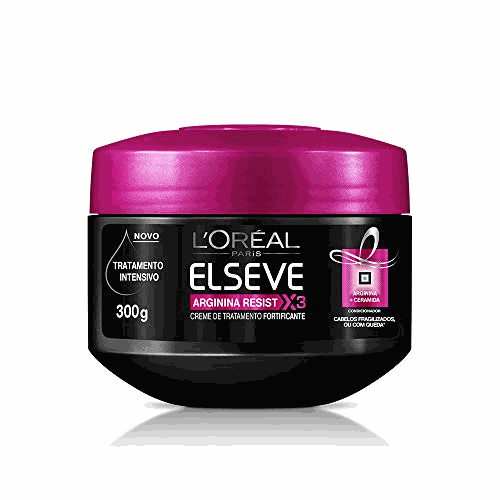 NOVO
TRATAMENTO
INTENSIVO
300g
L'ORÉAL
PARIS
ELSEVE
ARGININA RESIST X3
CREME DE TRATAMENTO FORTIFICANTE
ARGININA
+ CERAMIDA
CONDICIONADOR
CABELOS FRAGILIZADOS,
OU COM QUEDA*